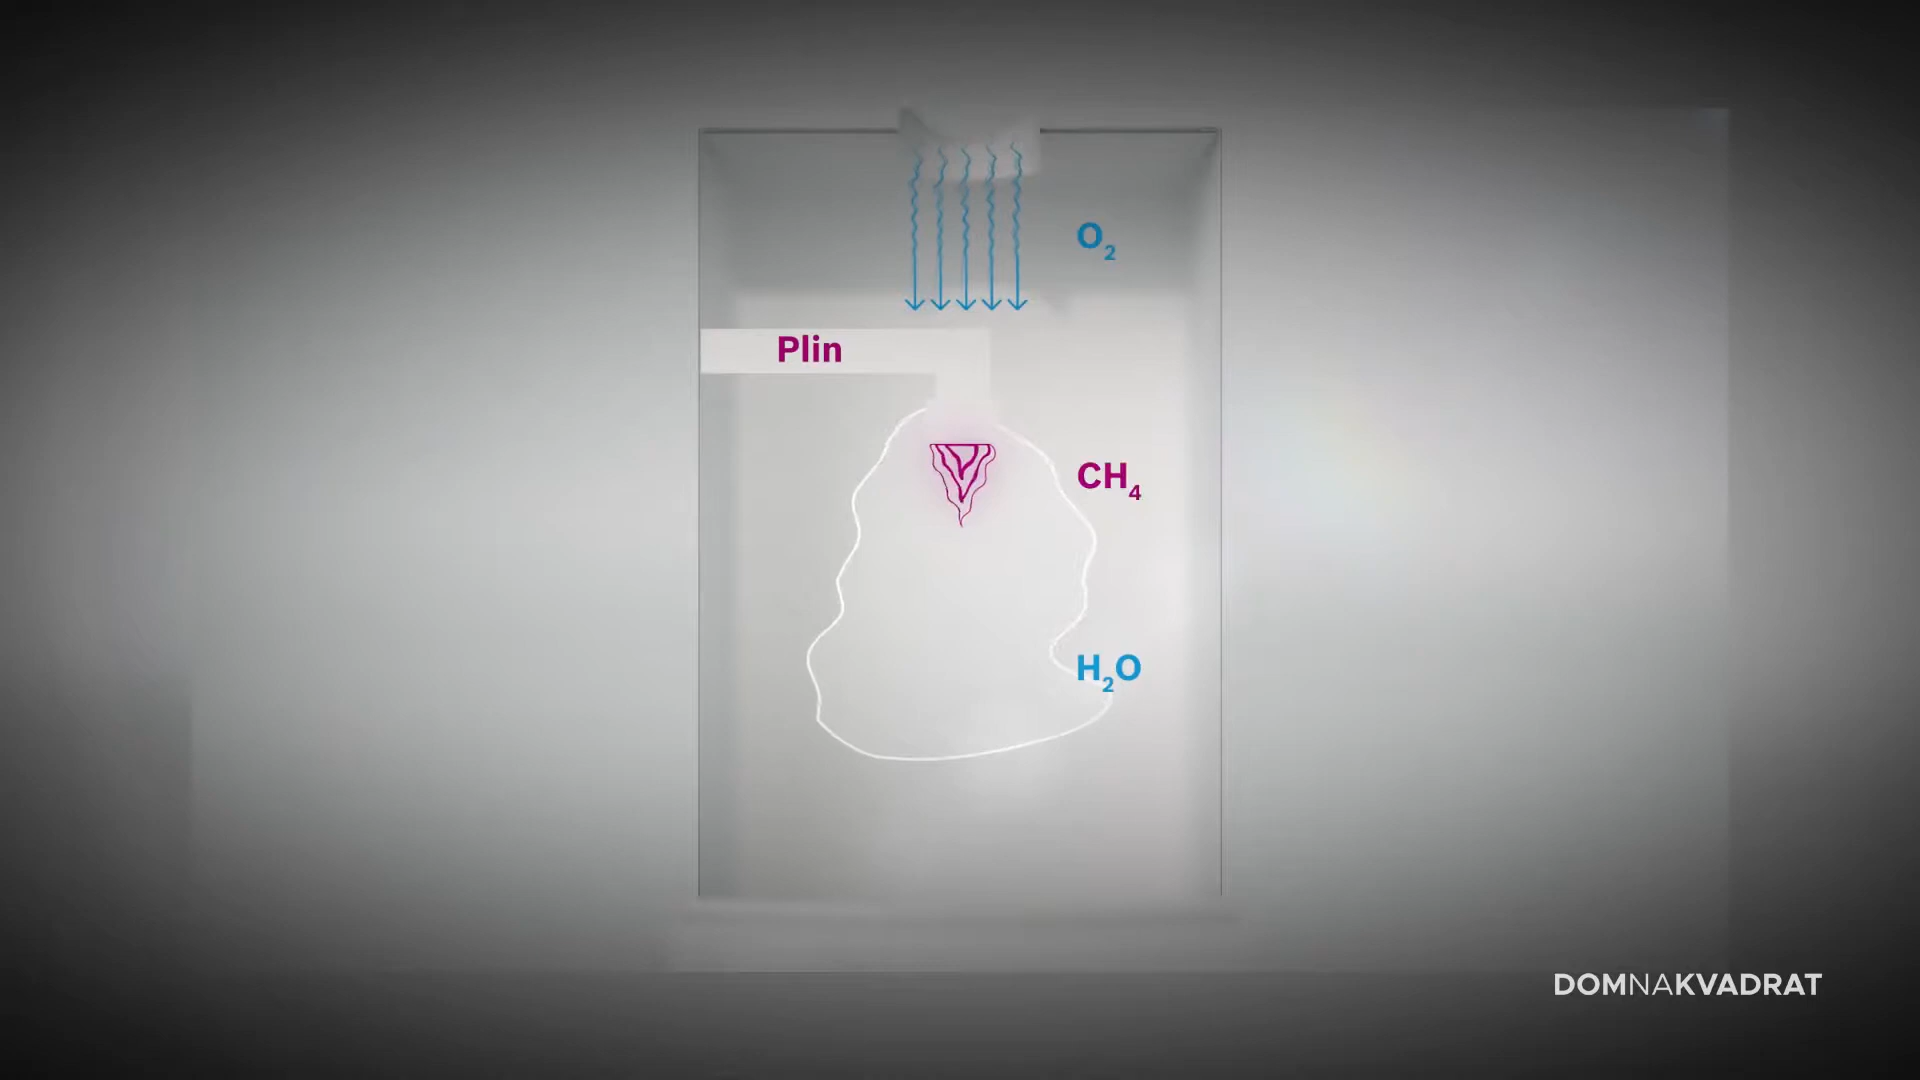 O₂
Plin
CH₄
H₂O
DOMNAKVADRAT